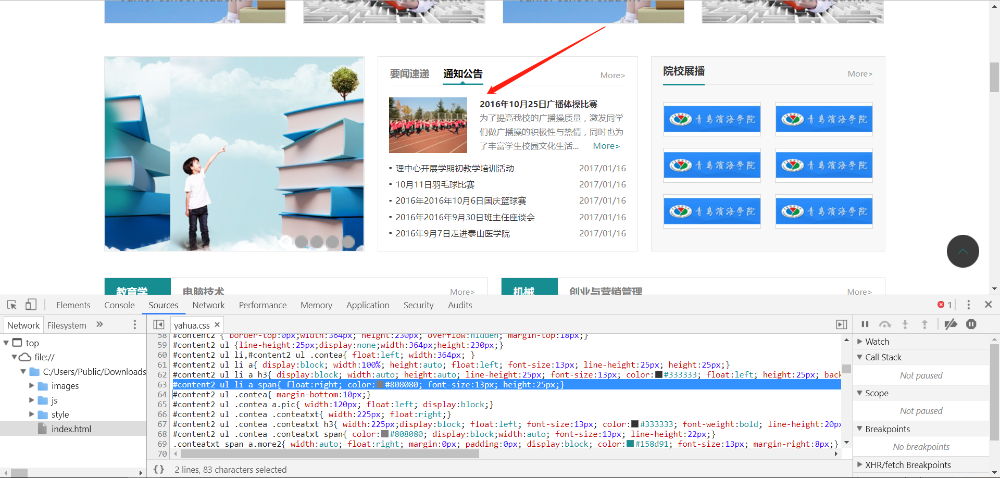 要闻速递 通知公告 More>
2016年10月25日广播体操比赛
为了提高我校的广播操质量，激发同学
们做广播操的积极性与热情，同时也为
了丰富学生校园文化生活... More>
理中心开展学期初教学培训活动 2017/01/16
10月11日羽毛球比赛 2017/01/16
2016年2016年10月6日国庆篮球赛 2017/01/16
2016年2016年9月30日班主任座谈会 2017/01/16
2016年9月7日走进泰山医学院 2017/01/16
院校展播 More>
青岛滨海學院 青岛滨海學院
青岛滨海學院 青岛滨海學院
青岛滨海學院 青岛滨海學院
教育学 电脑技术 More>
机械 创业与营销管理 More>
Elements Console Sources Network Performance Memory Application Security Audits 1
Network Filesystem »
top
file://
C:/Users/Public/Downloads
images
js
style
index.html
yahua.css
58 #content2 { border-top:0px;width:364px; height:230px; overflow:hidden; margin-top:18px;}
59 #content2 ul {line-height:25px;display:none;width:364px;height:230px;}
60 #content2 ul li,#content2 ul .contea{ float:left; width:364px; }
61 #content2 ul li a{ display:block; width:100%; height:auto; float:left; font-size:13px; line-height:25px; height:25px;}
62 #content2 ul li a h3{ display:block; width:auto; height:auto; line-height:25px; font-size:13px; color:#333333; float:left; height:25px; back
63 #content2 ul li a span{ float:right; color:#808080; font-size:13px; height:25px;}
64 #content2 ul .contea{ margin-bottom:10px;}
65 #content2 ul .contea a.pic{ width:120px; float:left; display:block;}
66 #content2 ul .contea .conteatxt{ width:225px; float:right;}
67 #content2 ul .contea .conteatxt h3{ width:225px;display:block; float:left; font-size:13px; color:#333333; font-weight:bold; line-height:20px
68 #content2 ul .contea .conteatxt span{ color:#808080; display:block;width:auto; font-size:13px; line-height:22px;}
69 .conteatxt span a.more2{ width:auto; float:right; margin:0px; padding:0px; display:block; color:#158d91; font-size:13px; margin-right:8px;}
70
{} 2 lines, 83 characters selected
Watch
Call Stack
Not paused
Scope
Not paused
Breakpoints
No breakpoints
XHR/fetch Breakpoints